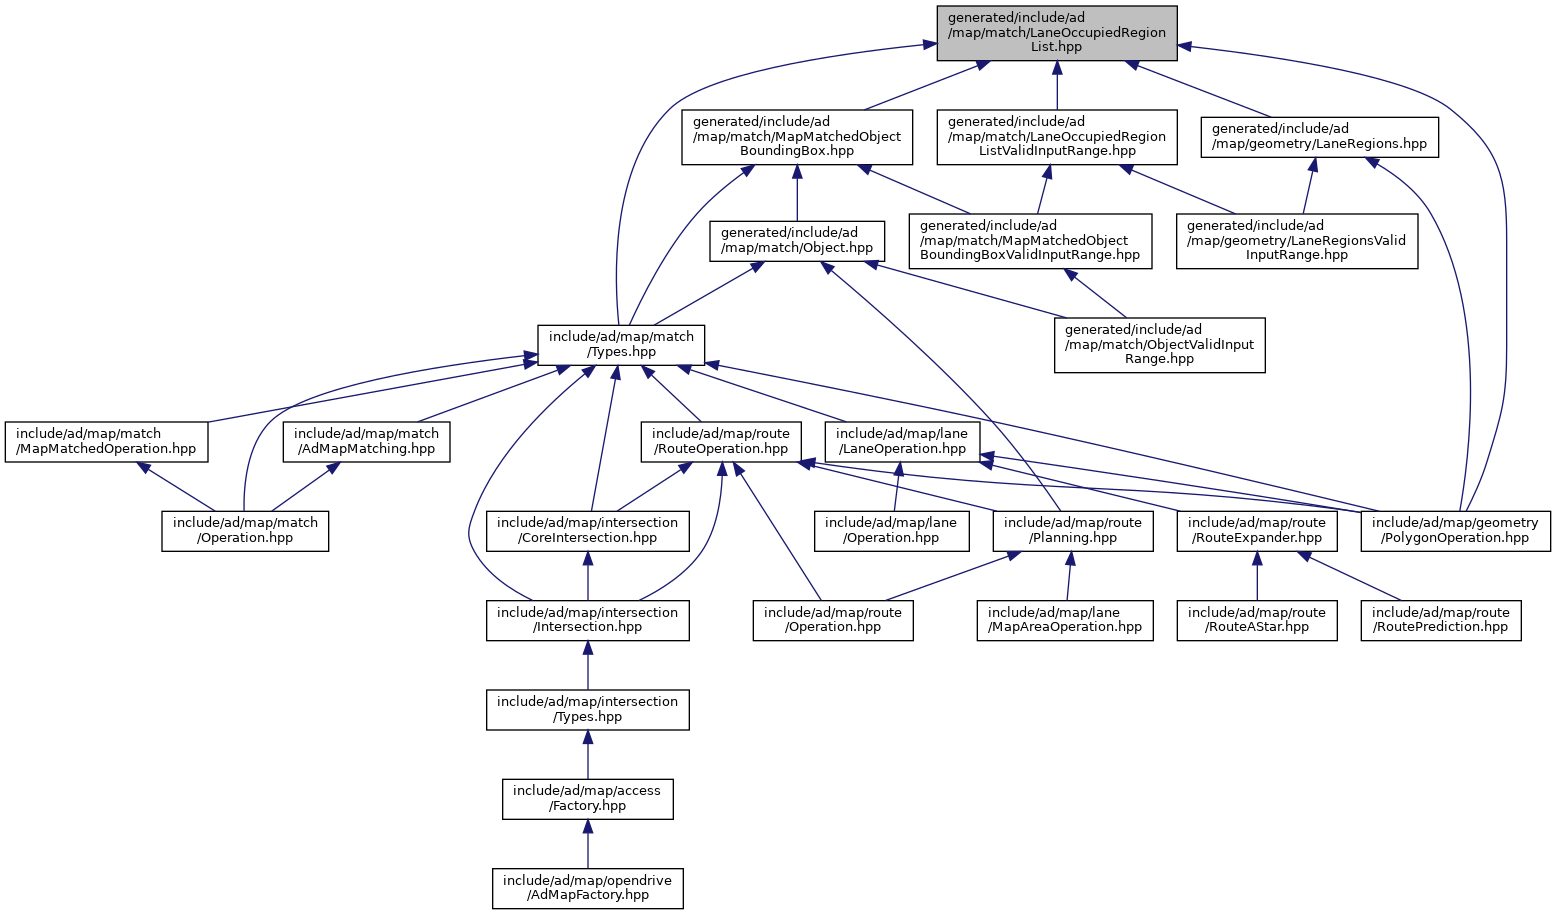 generated/include/ad
/map/match/LaneOccupiedRegion
List.hpp
generated/include/ad
/map/match/MapMatchedObject
BoundingBox.hpp
generated/include/ad
/map/match/LaneOccupiedRegion
ListValidInputRange.hpp
generated/include/ad
/map/geometry/LaneRegions.hpp
generated/include/ad
/map/match/Object.hpp
generated/include/ad
/map/match/MapMatchedObject
BoundingBoxValidInputRange.hpp
generated/include/ad
/map/geometry/LaneRegionsValid
InputRange.hpp
include/ad/map/match
/Types.hpp
generated/include/ad
/map/match/ObjectValidInput
Range.hpp
include/ad/map/match
/MapMatchedOperation.hpp
include/ad/map/match
/AdMapMatching.hpp
include/ad/map/route
/RouteOperation.hpp
include/ad/map/lane
/LaneOperation.hpp
include/ad/map/match
/Operation.hpp
include/ad/map/intersection
/CoreIntersection.hpp
include/ad/map/lane
/Operation.hpp
include/ad/map/route
/Planning.hpp
include/ad/map/route
/RouteExpander.hpp
include/ad/map/geometry
/PolygonOperation.hpp
include/ad/map/intersection
/Intersection.hpp
include/ad/map/route
/Operation.hpp
include/ad/map/lane
/MapAreaOperation.hpp
include/ad/map/route
/RouteAStar.hpp
include/ad/map/route
/RoutePrediction.hpp
include/ad/map/intersection
/Types.hpp
include/ad/map/access
/Factory.hpp
include/ad/map/opendrive
/AdMapFactory.hpp